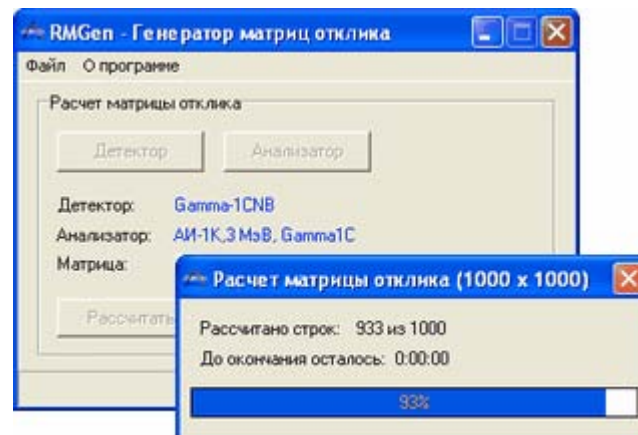 RMGen - Генератор матриц отклика
Файл О программе
Расчет матрицы отклика
Детектор Анализатор
Детектор: Gamma-1CNB
Анализатор: АИ-1К,3 МэВ, Gamma1C
Матрица:
Расчет матрицы отклика (1000 x 1000)
Рассчитать
Рассчитано строк: 933 из 1000
До окончания осталось: 0:00:00
93%